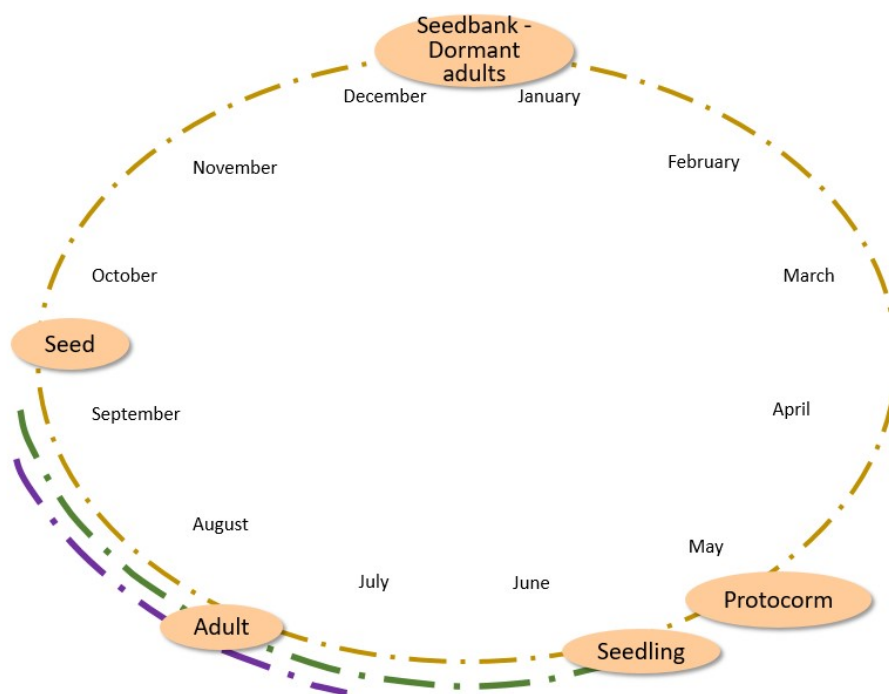 Seedbank -
Dormant
adults
December
January
November
February
October
March
Seed
September
April
August
May
July
June
Protocorm
Adult
Seedling